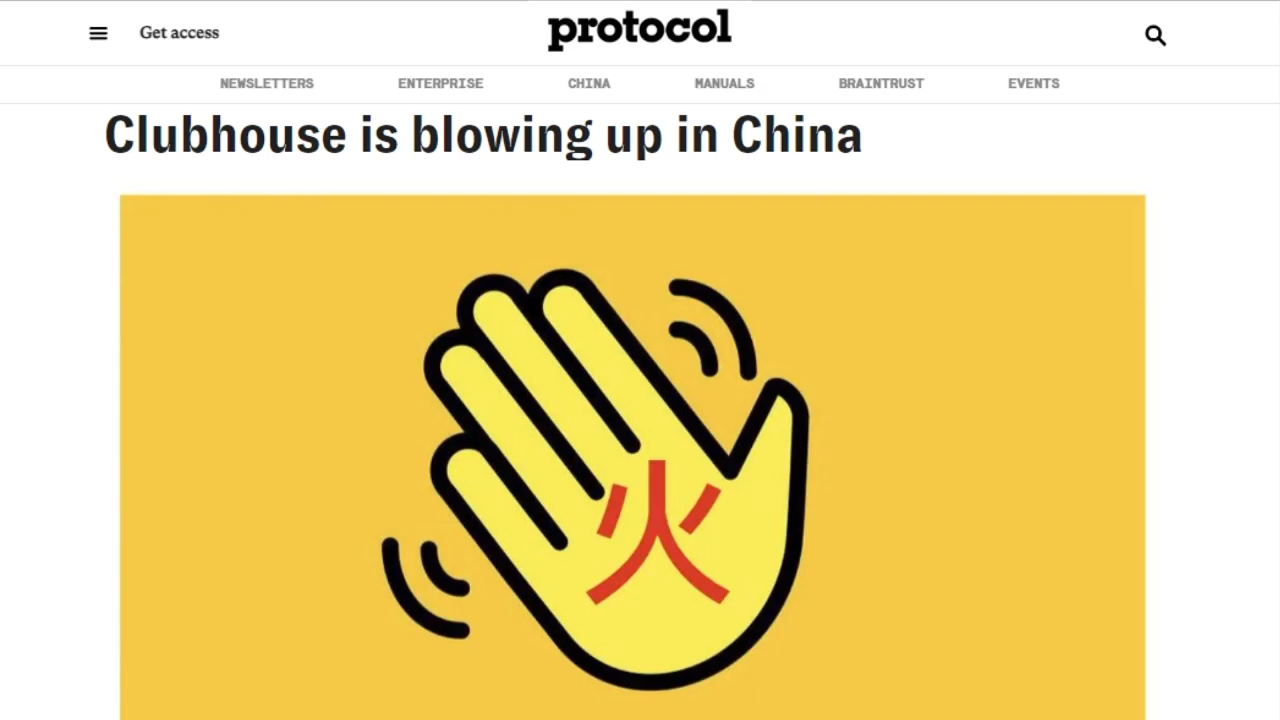 Get access
protocol
NEWSLETTERS ENTERPRISE CHINA MANUALS BRAINTRUST EVENTS
Clubhouse is blowing up in China
火